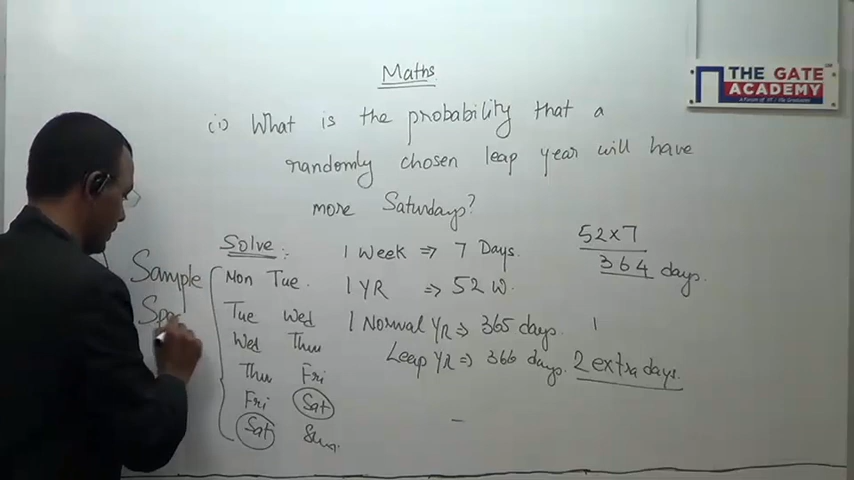 Maths
THE GATE
ACADEMY
(i) What is the probability that a
randomly chosen leap year will have
more Saturdays?
Solve:
1 Week ⇒ 7 Days.
52×7
364 days.
Sample
Mon Tue.
1 YR ⇒ 52 W.
Tue Wed
1 Normal YR ⇒ 365 days. 1
Wed Thu
Leap YR ⇒ 366 days. 2 extra days.
Thu Fri
Fri Sat
Sat Sun.